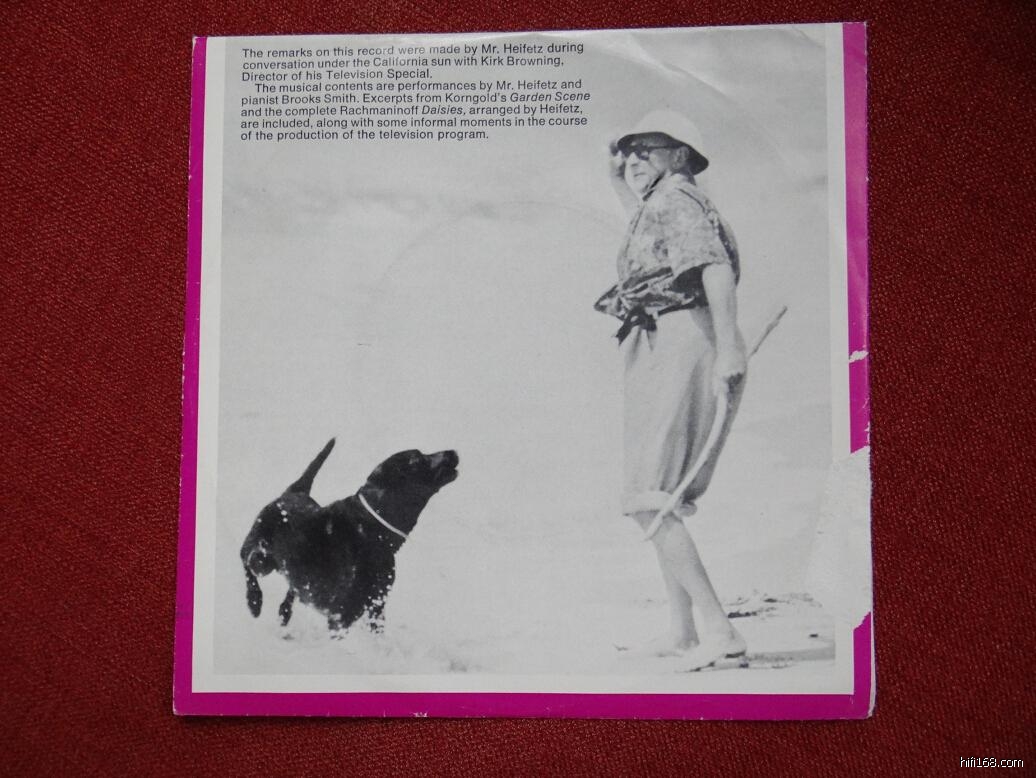 The remarks on this record were made by Mr. Heifetz during
conversation under the California sun with Kirk Browning,
Director of his Television Special.
The musical contents are performances by Mr. Heifetz and
pianist Brooks Smith. Excerpts from Korngold's Garden Scene
and the complete Rachmaninoff Daisies, arranged by Heifetz,
are included, along with some informal moments in the course
of the production of the television program.
hifi168.com